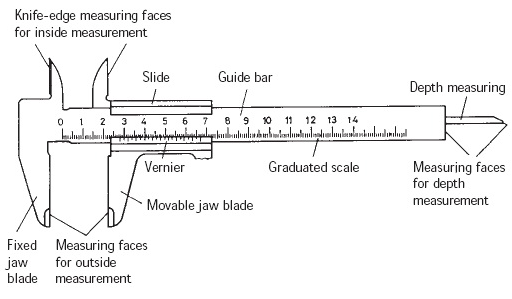 Knife-edge measuring faces
for inside measurement
Slide
Guide bar
Depth measuring
0 1 2 3 4 5 6 7 8 9 10 11 12 13 14
Vernier
Graduated scale
Measuring faces
for depth
measurement
Movable jaw blade
Fixed
jaw
blade
Measuring faces
for outside
measurement